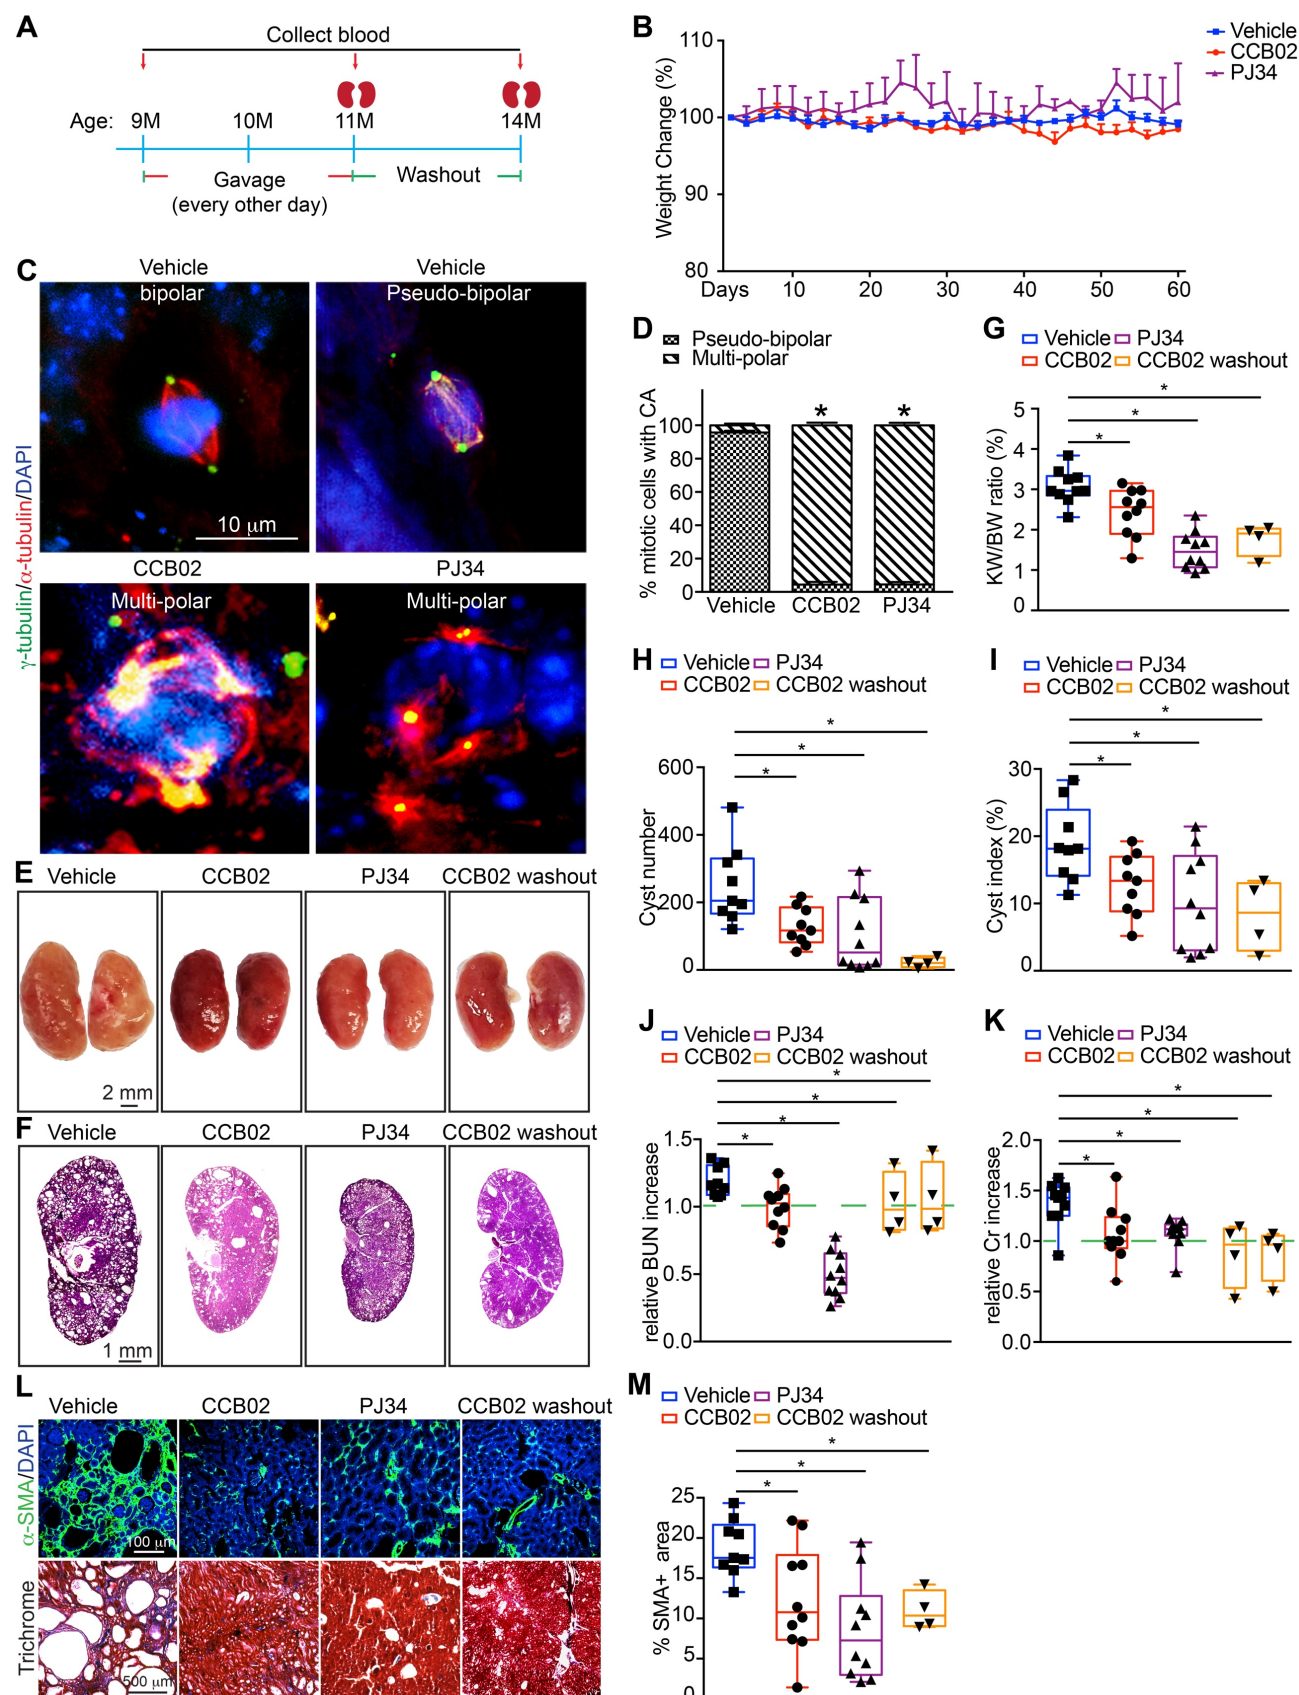 A
Collect blood
Age: 9M 10M 11M 14M
Gavage
(every other day)
Washout
B
Vehicle
CCB02
PJ34
Weight Change (%)
110
100
90
80
Days 10 20 30 40 50 60
C
γ-tubulin/α-tubulin/DAPI
Vehicle
bipolar
10 μm
Vehicle
Pseudo-bipolar
CCB02
Multi-polar
PJ34
Multi-polar
D
Pseudo-bipolar
Multi-polar
% mitotic cells with CA
100
80
60
40
20
0
* *
Vehicle CCB02 PJ34
G
Vehicle PJ34
CCB02 CCB02 washout
KW/BW ratio (%)
*
*
*
5
4
3
2
1
0
E
Vehicle CCB02 PJ34 CCB02 washout
2 mm
F
Vehicle CCB02 PJ34 CCB02 washout
1 mm
H
Vehicle PJ34
CCB02 CCB02 washout
Cyst number
*
*
*
600
400
200
0
I
Vehicle PJ34
CCB02 CCB02 washout
Cyst index (%)
*
*
*
30
20
10
0
J
Vehicle PJ34
CCB02 CCB02 washout
relative BUN increase
*
*
*
*
1.5
1.0
0.5
0.0
K
Vehicle PJ34
CCB02 CCB02 washout
relative Cr increase
*
*
*
*
2.0
1.5
1.0
0.5
0.0
L
Vehicle CCB02 PJ34 CCB02 washout
α-SMA/DAPI
100 μm
Trichrome
500 μm
M
Vehicle PJ34
CCB02 CCB02 washout
% SMA+ area
*
*
*
25
20
15
10
5
0